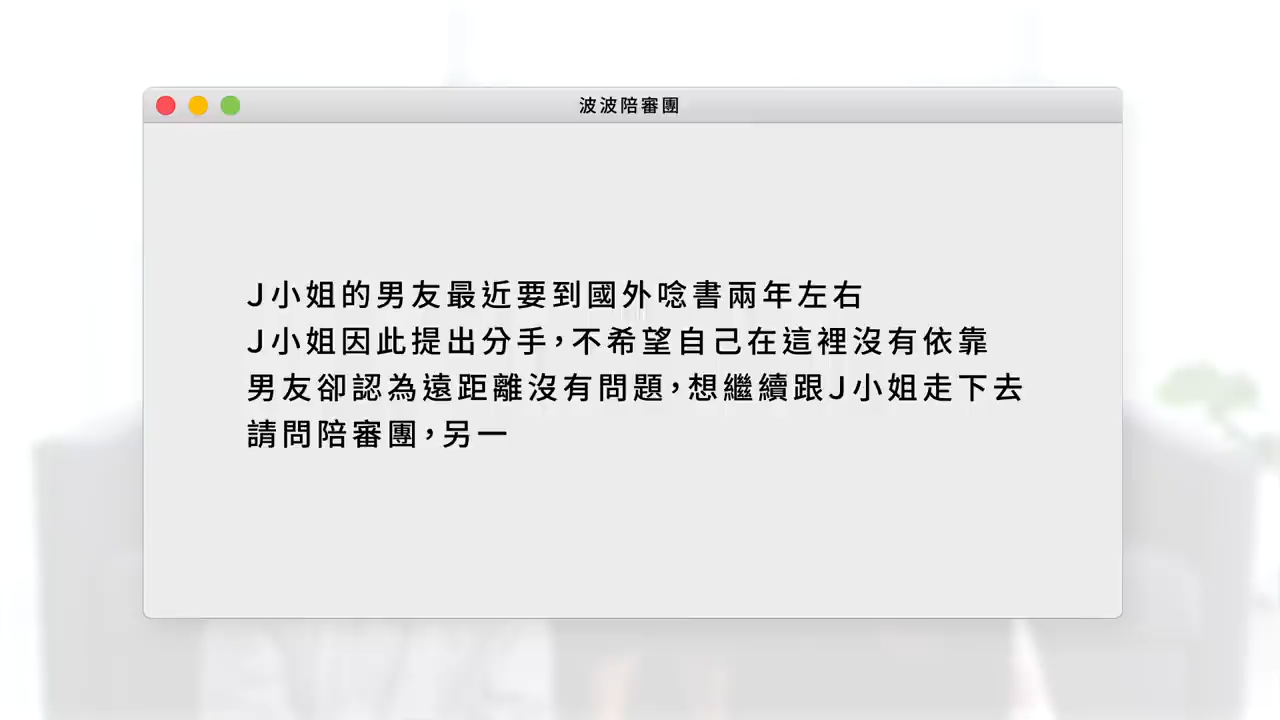 波波陪審團
J小姐的男友最近要到國外唸書兩年左右
J小姐因此提出分手,不希望自己在這裡沒有依靠
男友卻認為遠距離沒有問題,想繼續跟J小姐走下去
請問陪審團,另一